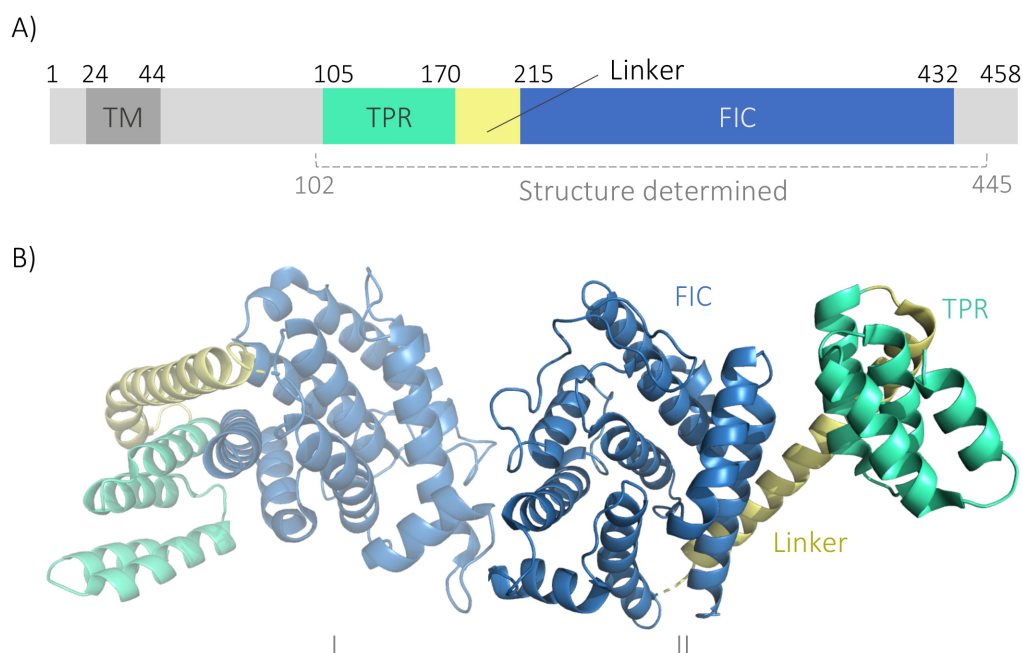 A)
1 24 44 105 170 215 Linker 432 458
TM TPR FIC
102 Structure determined 445
B)
FIC TPR
Linker
I II